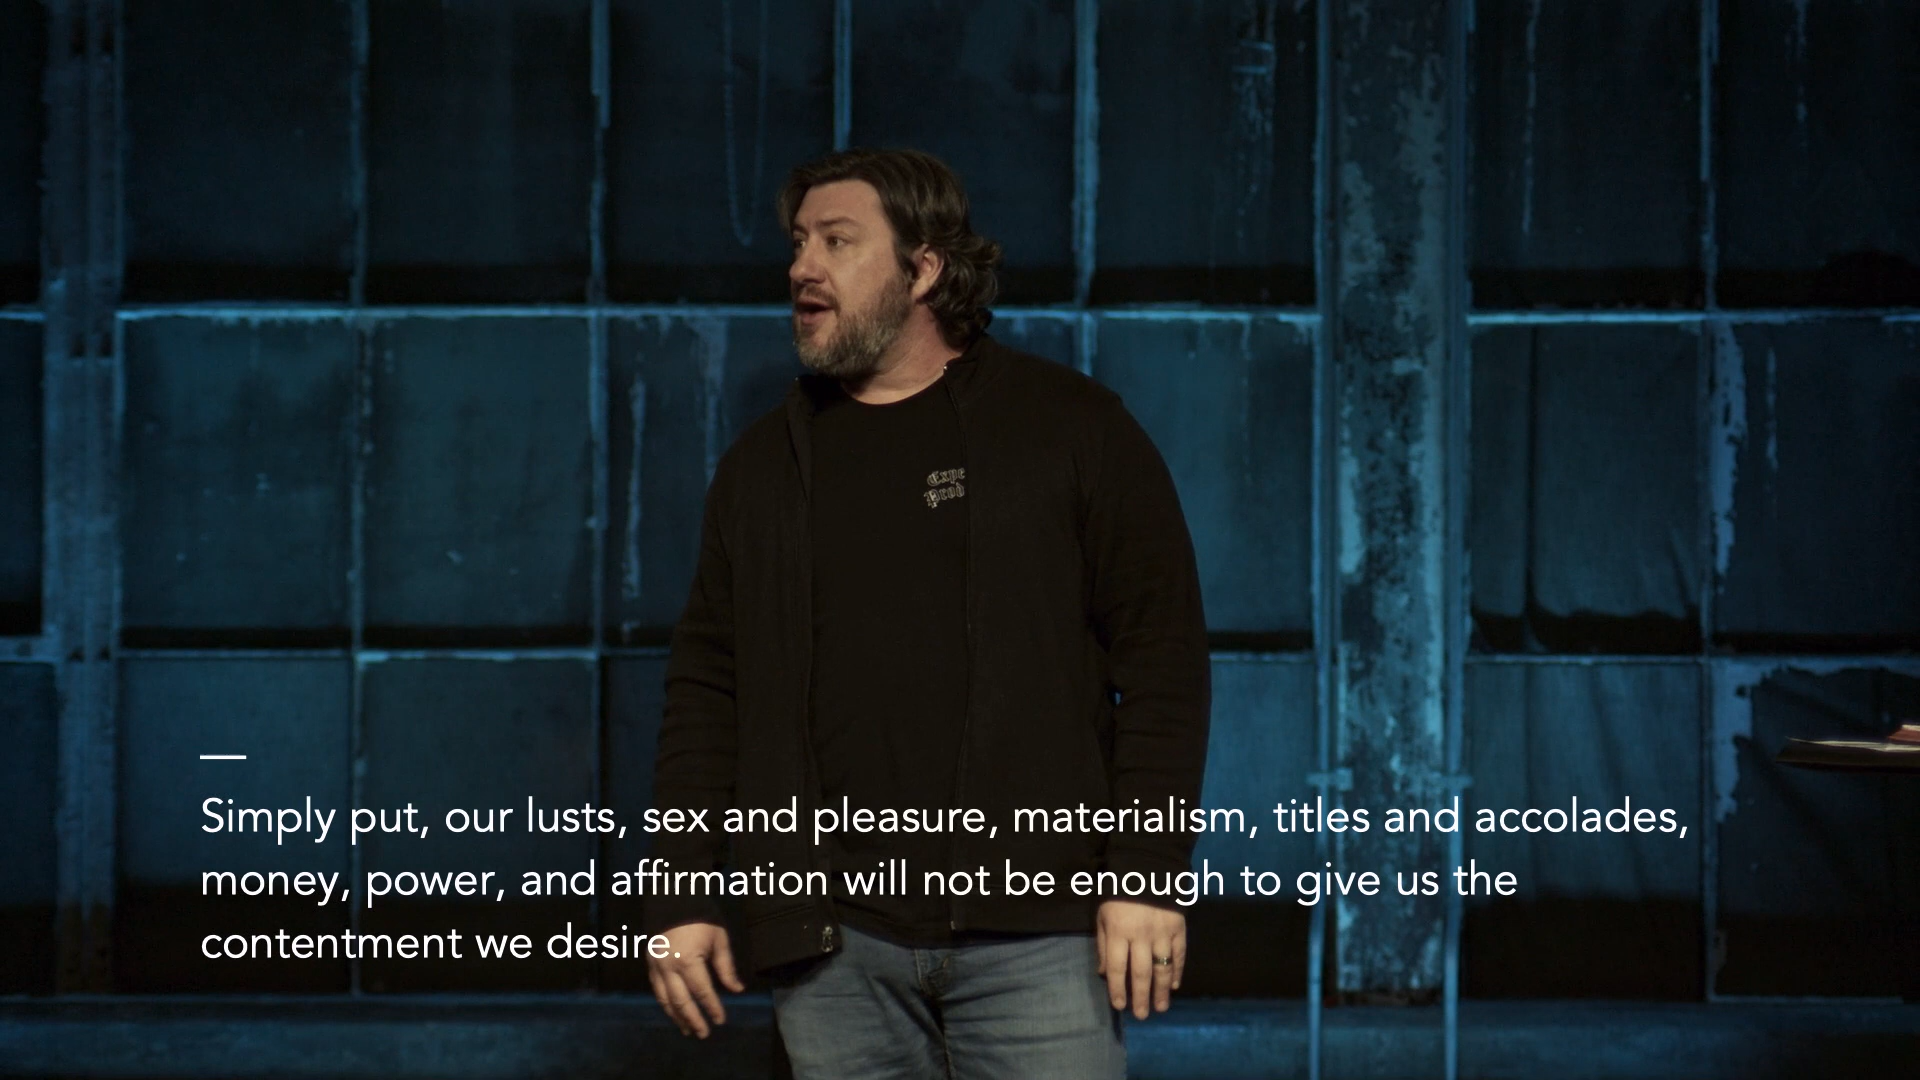 Simply put, our lusts, sex and pleasure, materialism, titles and accolades,
money, power, and affirmation will not be enough to give us the
contentment we desire.